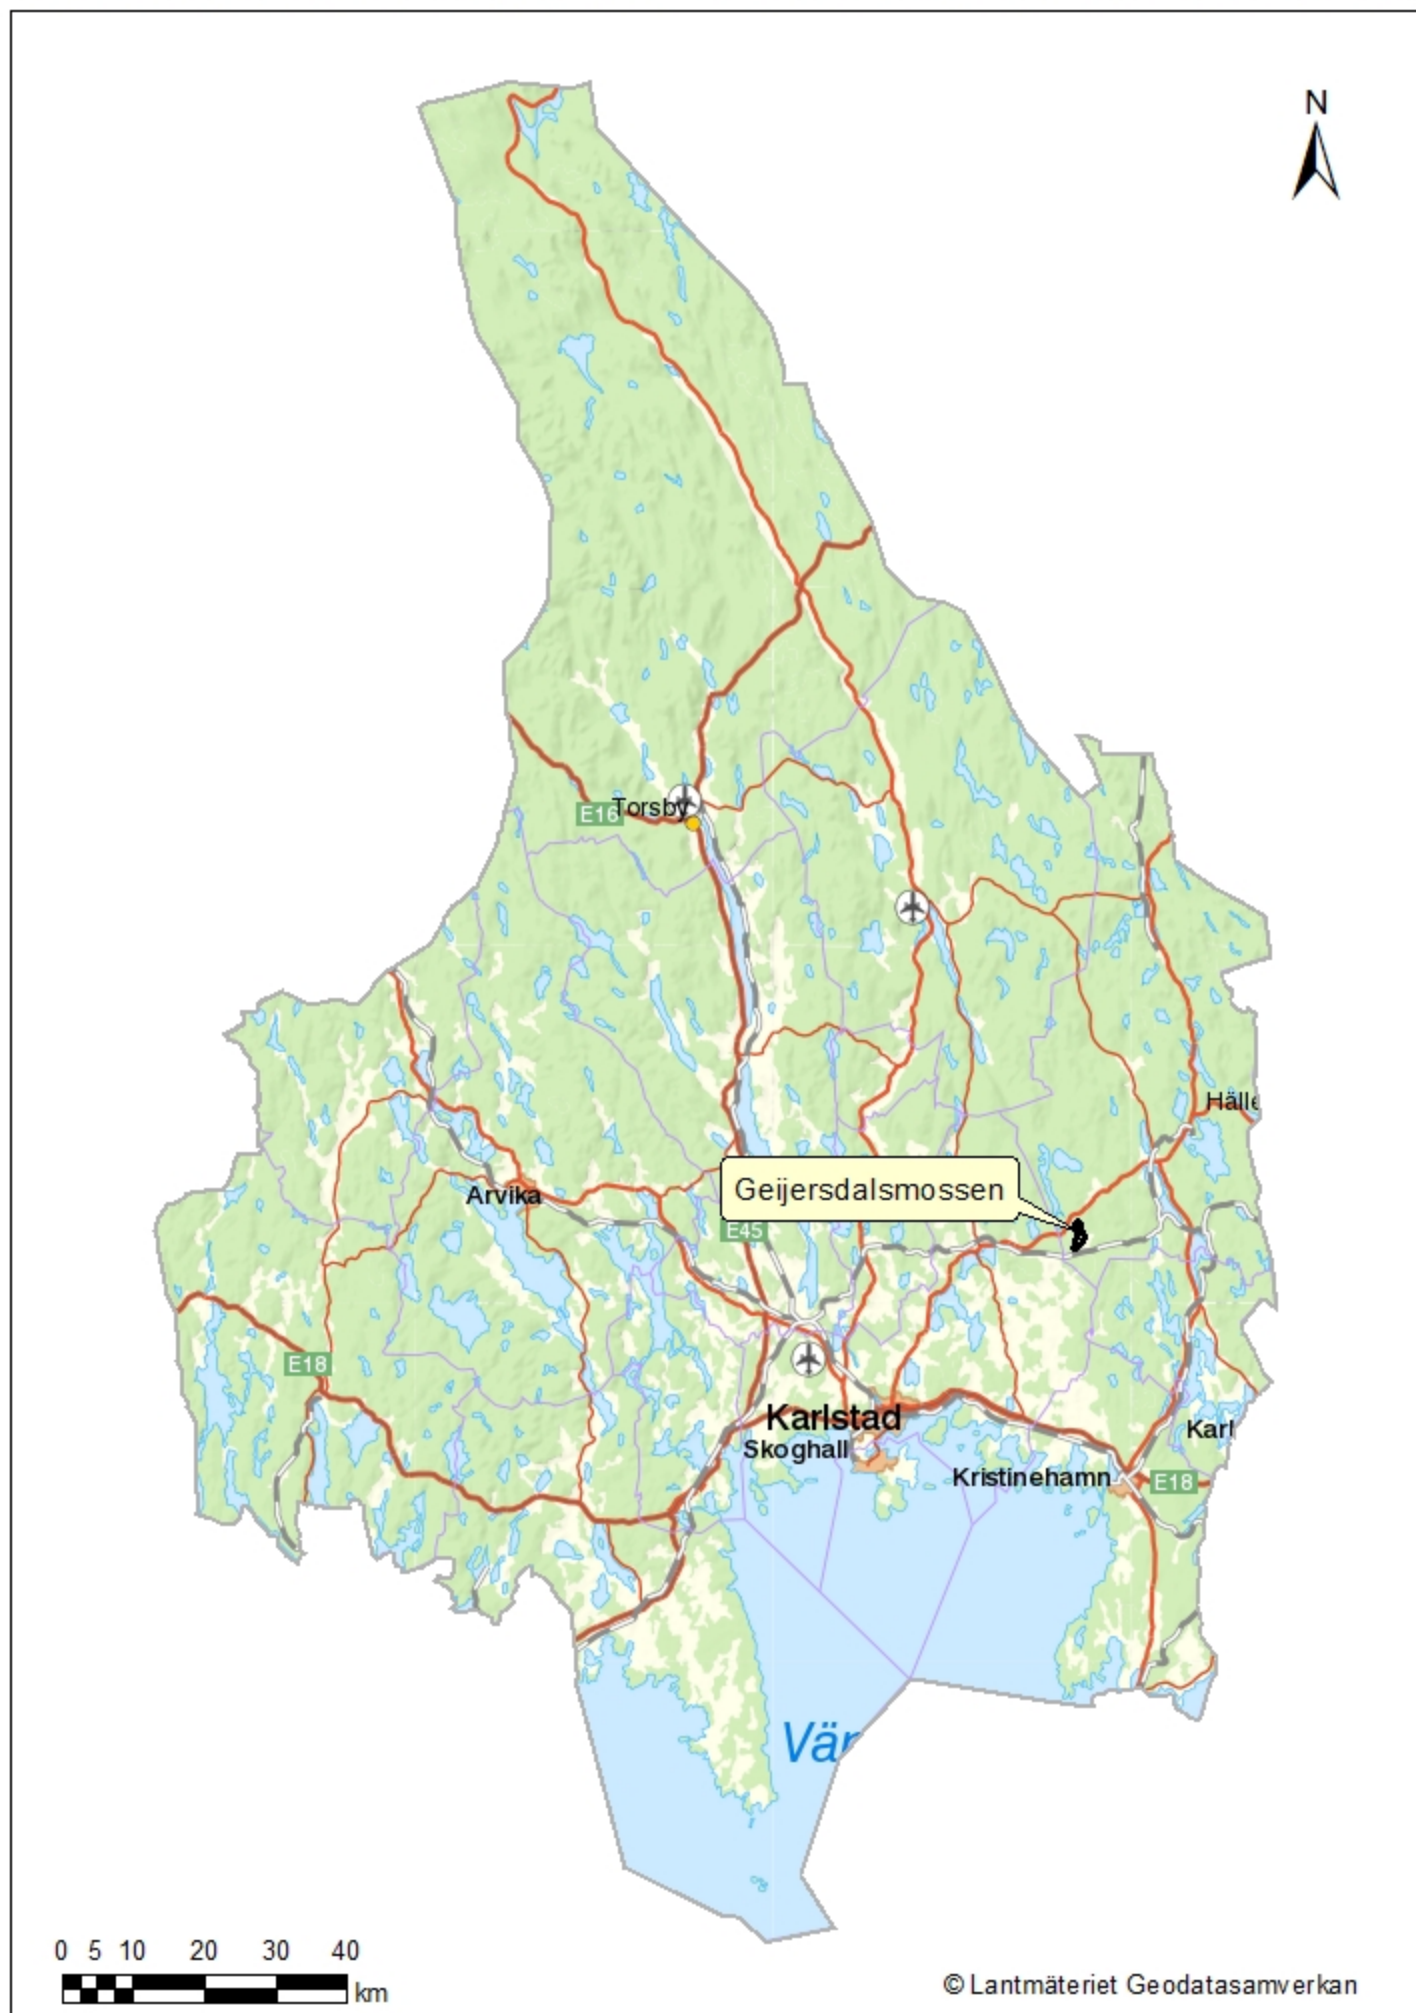 N
Torsby
E16
Hälle
Geijersdalsmossen
Arvika
E45
E18
Karlstad
Karl
Skoghall
Kristinehamn
E18
Vär
0 5 10 20 30 40
km
© Lantmäteriet Geodatasamverkan